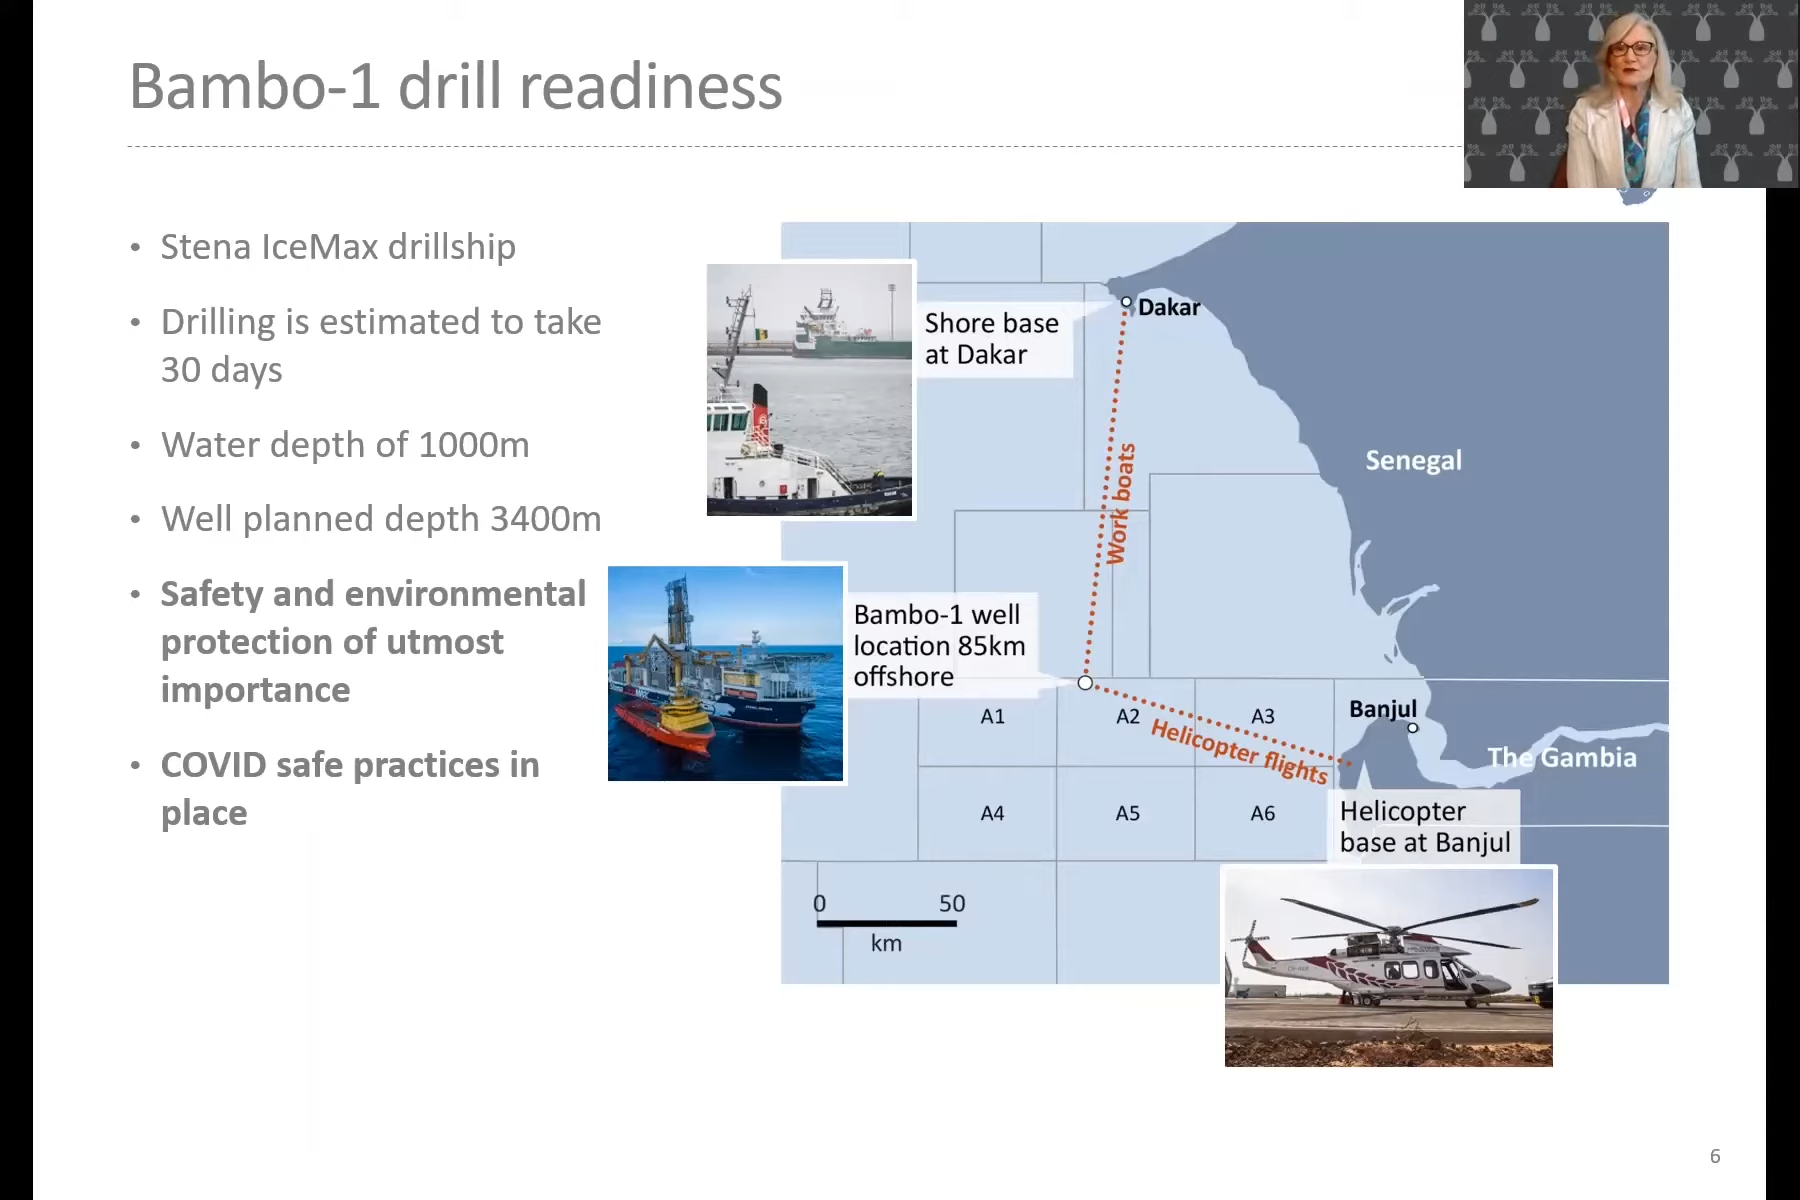 Bambo-1 drill readiness
• Stena IceMax drillship
• Drilling is estimated to take
30 days
• Water depth of 1000m
• Well planned depth 3400m
• Safety and environmental
protection of utmost
importance
• COVID safe practices in
place
Shore base
at Dakar
Dakar
Senegal
Work boats
Bambo-1 well
location 85km
offshore
A1
A2
A3
Banjul
Helicopter flights
The Gambia
A4
A5
A6
Helicopter
base at Banjul
0
50
km
6